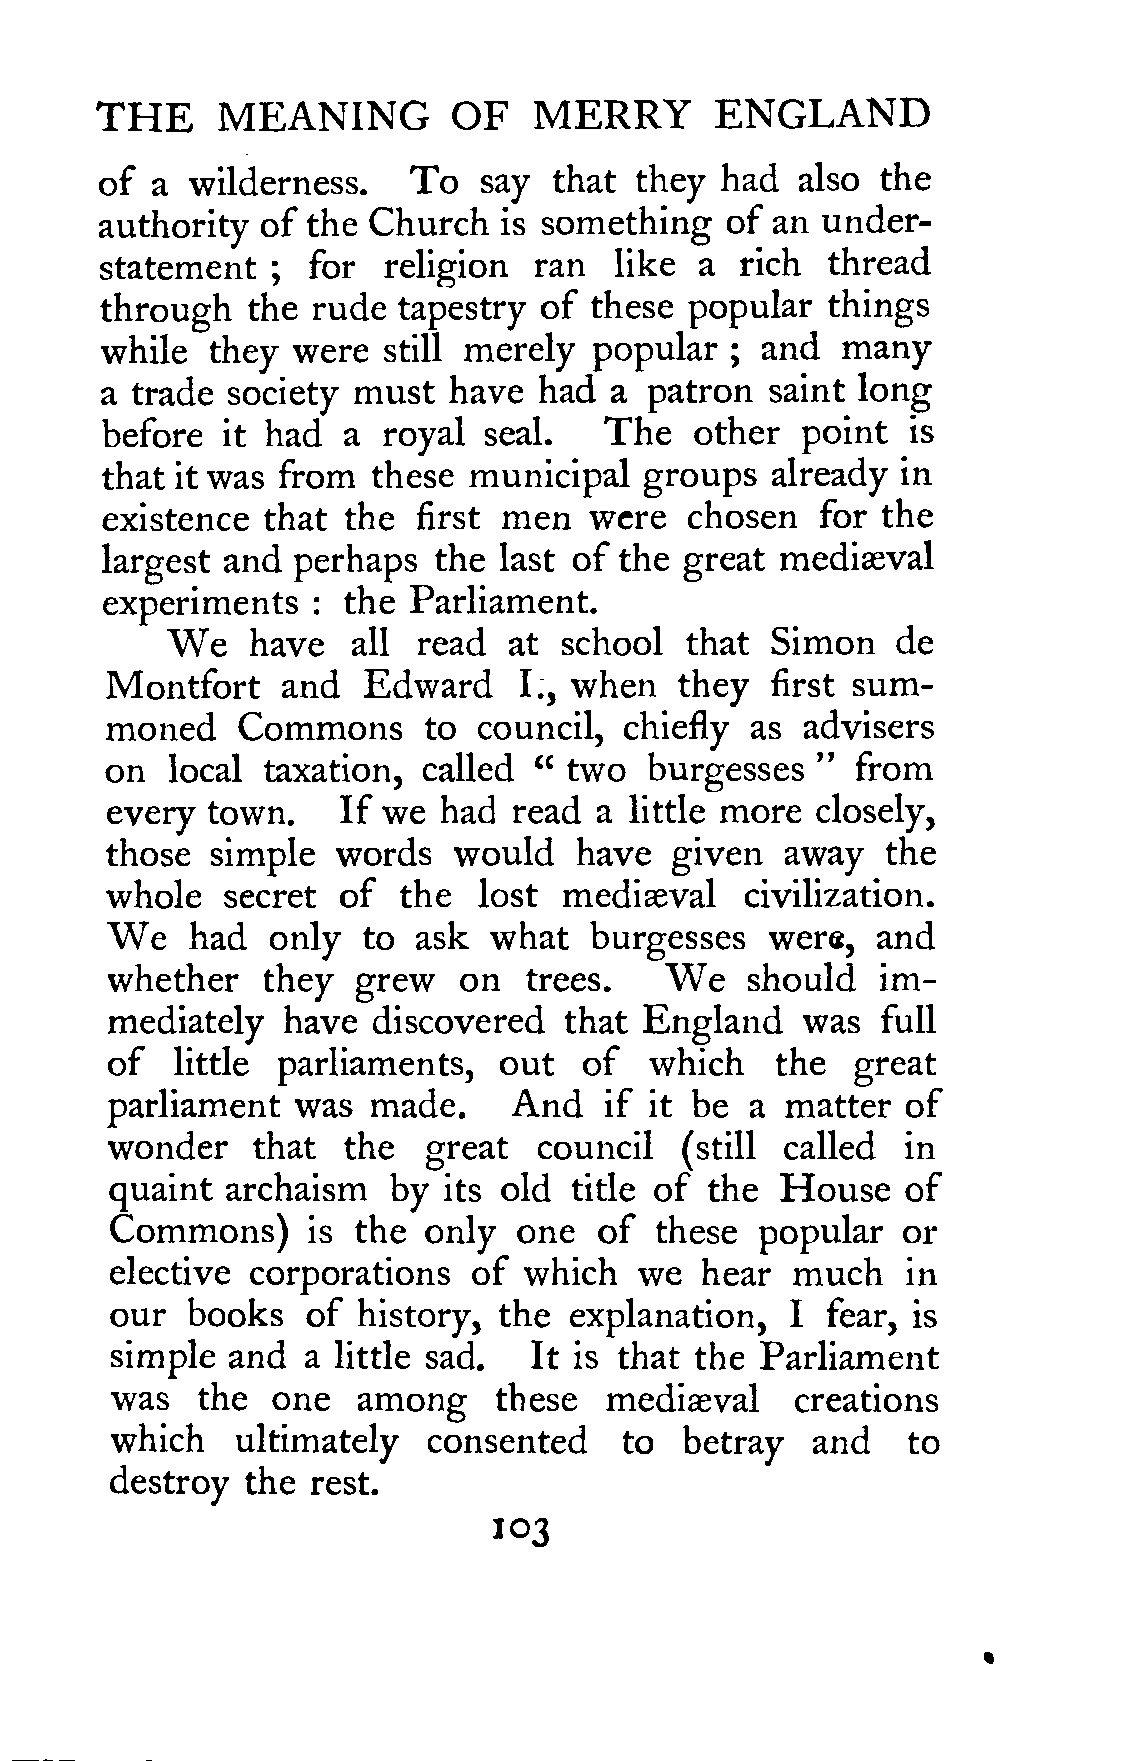 THE MEANING OF MERRY ENGLAND
of a wilderness. To say that they had also the
authority of the Church is something of an under-
statement ; for religion ran like a rich thread
through the rude tapestry of these popular things
while they were still merely popular ; and many
a trade society must have had a patron saint long
before it had a royal seal. The other point is
that it was from these municipal groups already in
existence that the first men were chosen for the
largest and perhaps the last of the great mediæval
experiments : the Parliament.
We have all read at school that Simon de
Montfort and Edward I., when they first sum-
moned Commons to council, chiefly as advisers
on local taxation, called “ two burgesses ” from
every town. If we had read a little more closely,
those simple words would have given away the
whole secret of the lost mediæval civilization.
We had only to ask what burgesses were, and
whether they grew on trees. We should im-
mediately have discovered that England was full
of little parliaments, out of which the great
parliament was made. And if it be a matter of
wonder that the great council (still called in
quaint archaism by its old title of the House of
Commons) is the only one of these popular or
elective corporations of which we hear much in
our books of history, the explanation, I fear, is
simple and a little sad. It is that the Parliament
was the one among these mediæval creations
which ultimately consented to betray and to
destroy the rest.
103